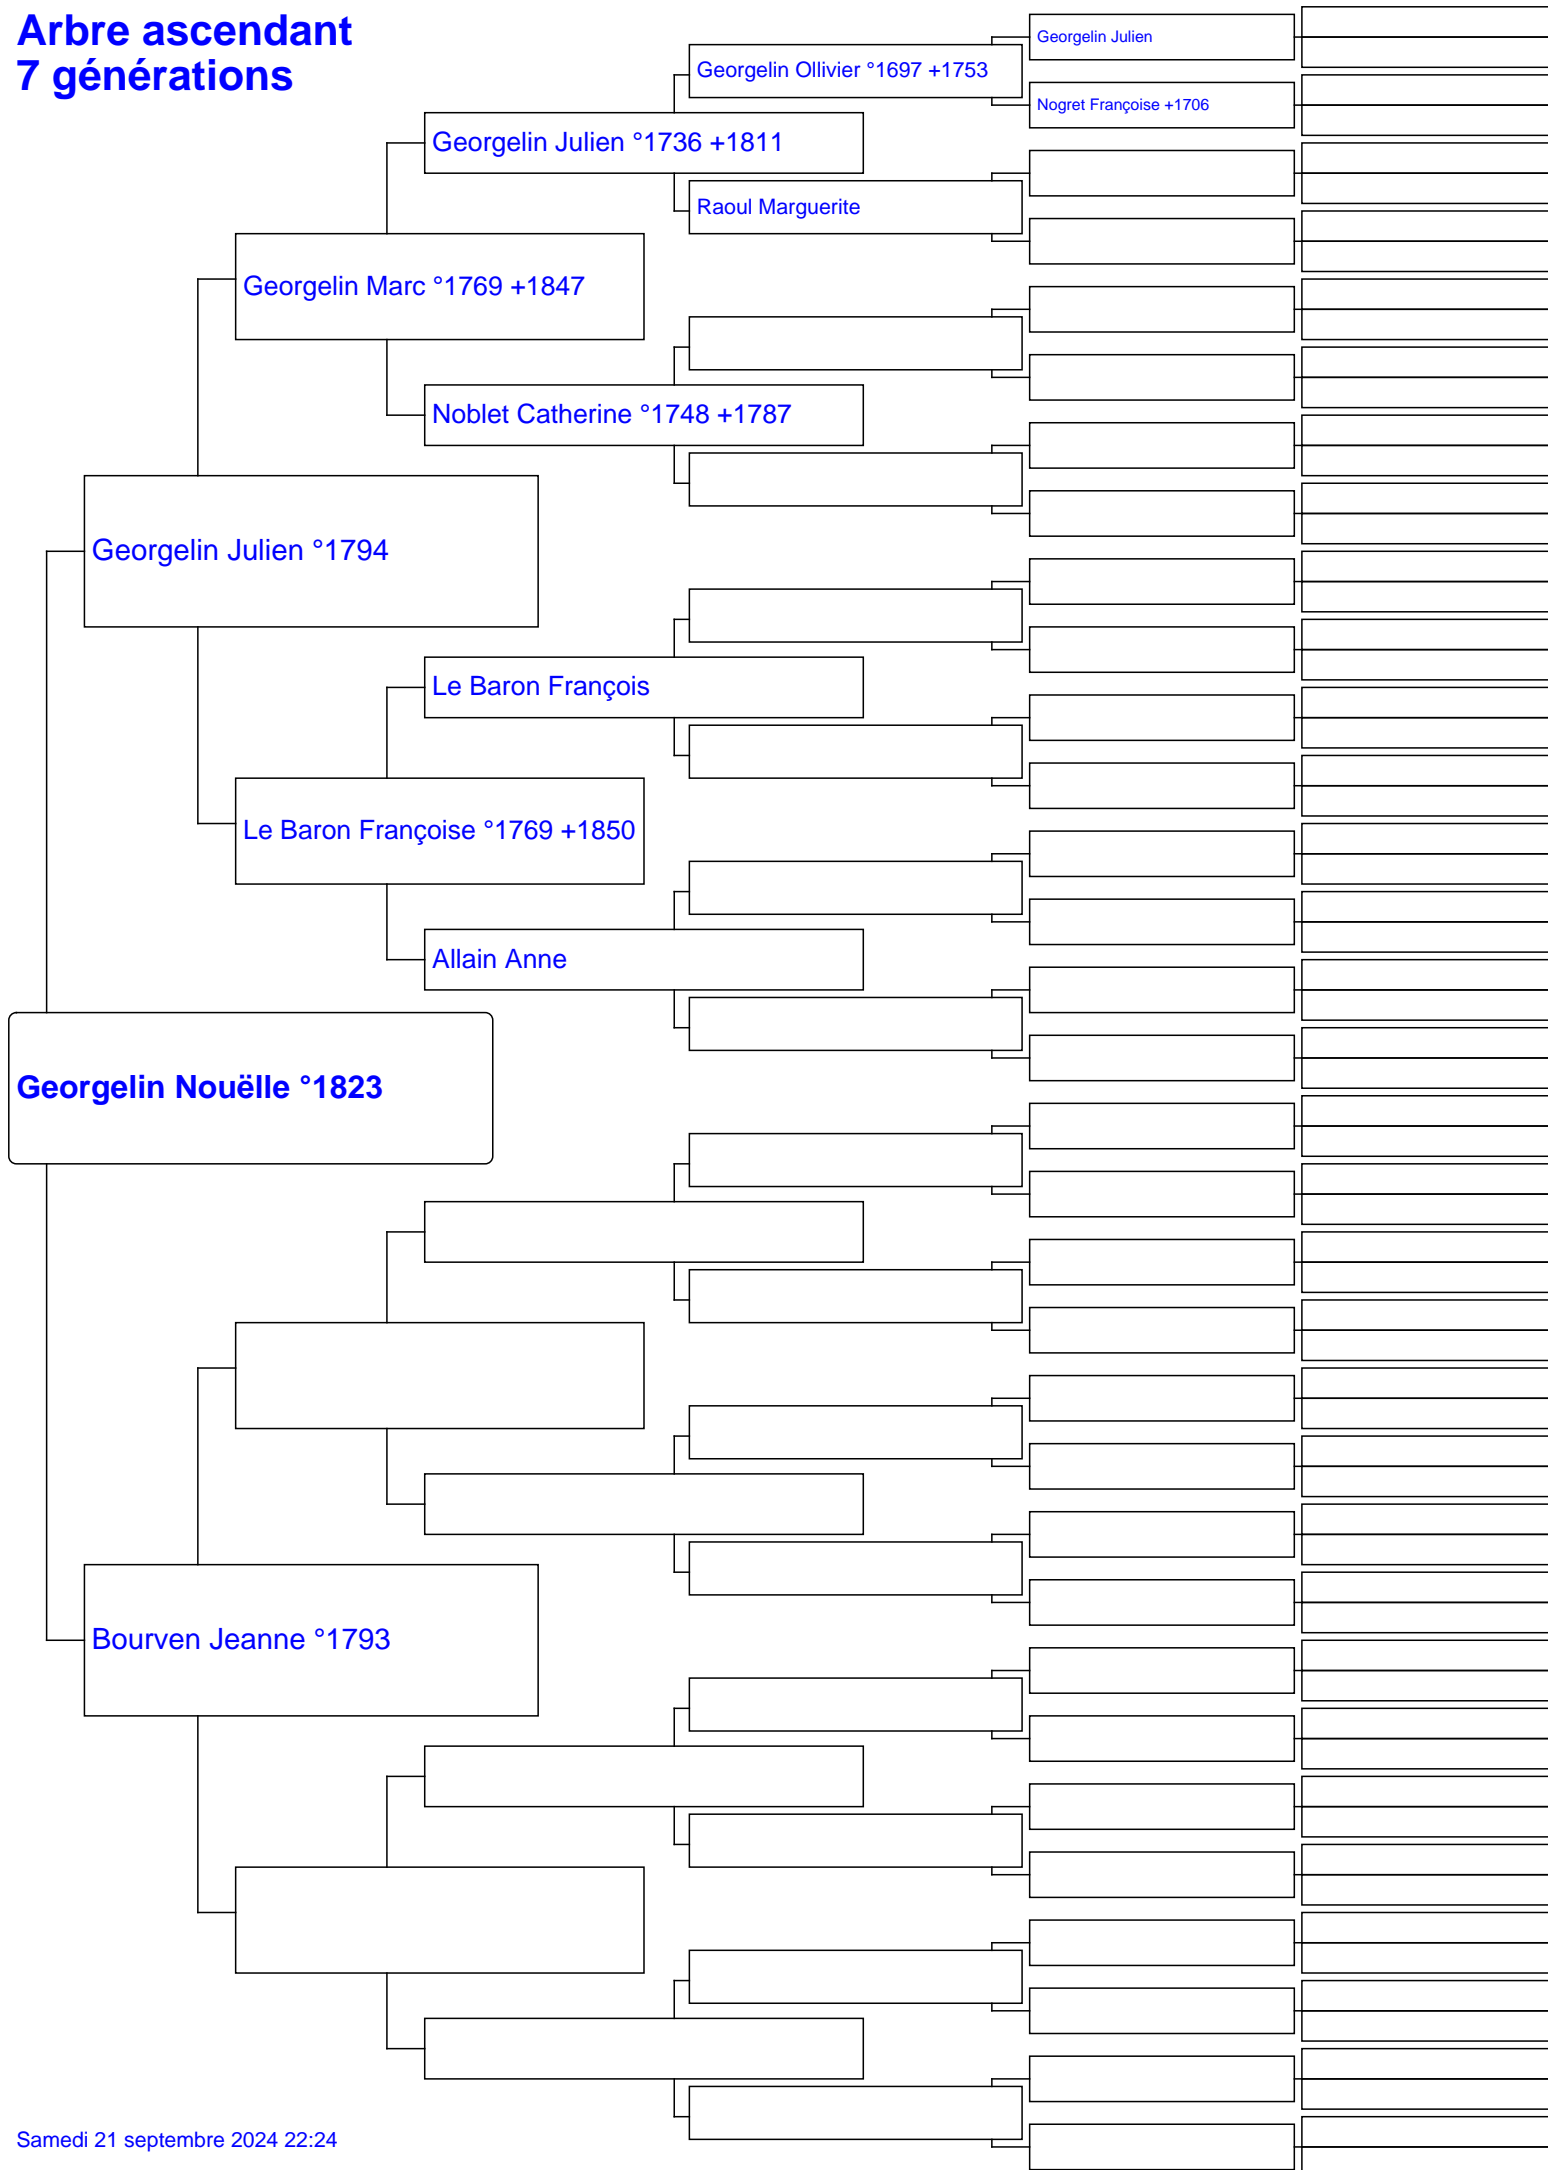 Arbre ascendant
7 générations
Georgelin Julien
Georgelin Ollivier °1697 +1753
Nogret Françoise +1706
Georgelin Julien °1736 +1811
Raoul Marguerite
Georgelin Marc °1769 +1847
Noblet Catherine °1748 +1787
Georgelin Julien °1794
Le Baron François
Le Baron Françoise °1769 +1850
Allain Anne
Georgelin Nouëlle °1823
Bourven Jeanne °1793
Samedi 21 septembre 2024 22:24